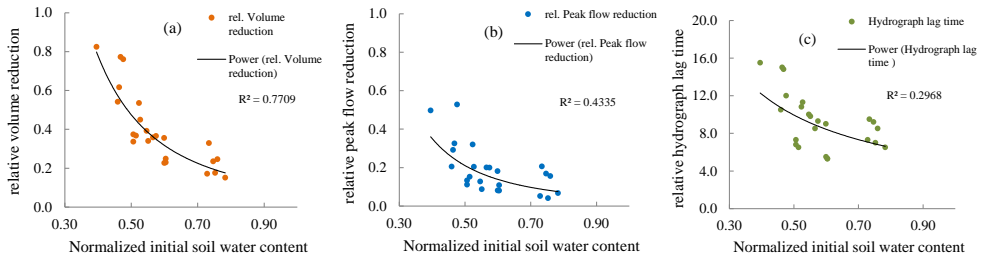 (a)
rel. Volume
reduction
Power (rel. Volume
reduction)
R² = 0.7709
1.0
0.8
0.6
0.4
0.2
0.0
0.30
0.50
0.70
0.90
relative volume reduction
Normalized initial soil water content
(b)
rel. Peak flow reduction
Power (rel. Peak flow
reduction)
R² = 0.4335
1.0
0.8
0.6
0.4
0.2
0.0
0.30
0.50
0.70
0.90
relative peak flow reduction
Normalized initial soil water content
(c)
Hydrograph lag time
Power (Hydrograph lag
time )
R² = 0.2968
20.0
16.0
12.0
8.0
4.0
0.0
0.30
0.50
0.70
0.90
relative hydrograph lag time
Normalized initial soil water content